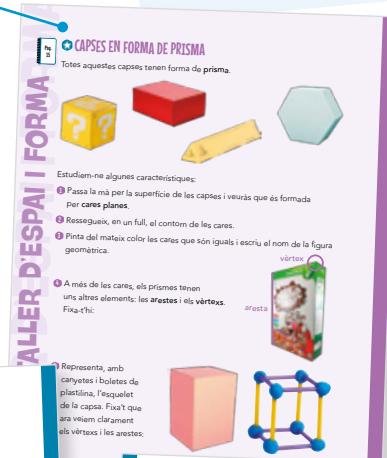 Pàg.
15
CAPSES EN FORMA DE PRISMA
Totes aquestes capses tenen forma de prisma.
? ?
Estudiem-ne algunes característiques:
1 Passa la mà per la superfície de les capses i veuràs que és formada
per cares planes.
2 Ressegueix, en un full, el contorn de les cares.
3 Pinta del mateix color les cares que són iguals i escriu el nom de la figura
geomètrica.
vèrtex
4 A més de les cares, els prismes tenen
uns altres elements: les arestes i els vèrtexs.
Fixa-t'hi:
aresta
Representa, amb
canyetes i boletes de
plastilina, l'esquelet
de la capsa. Fixa't que
ara veiem clarament
els vèrtexs i les arestes:
TALLER D'ESPAI I FORMA